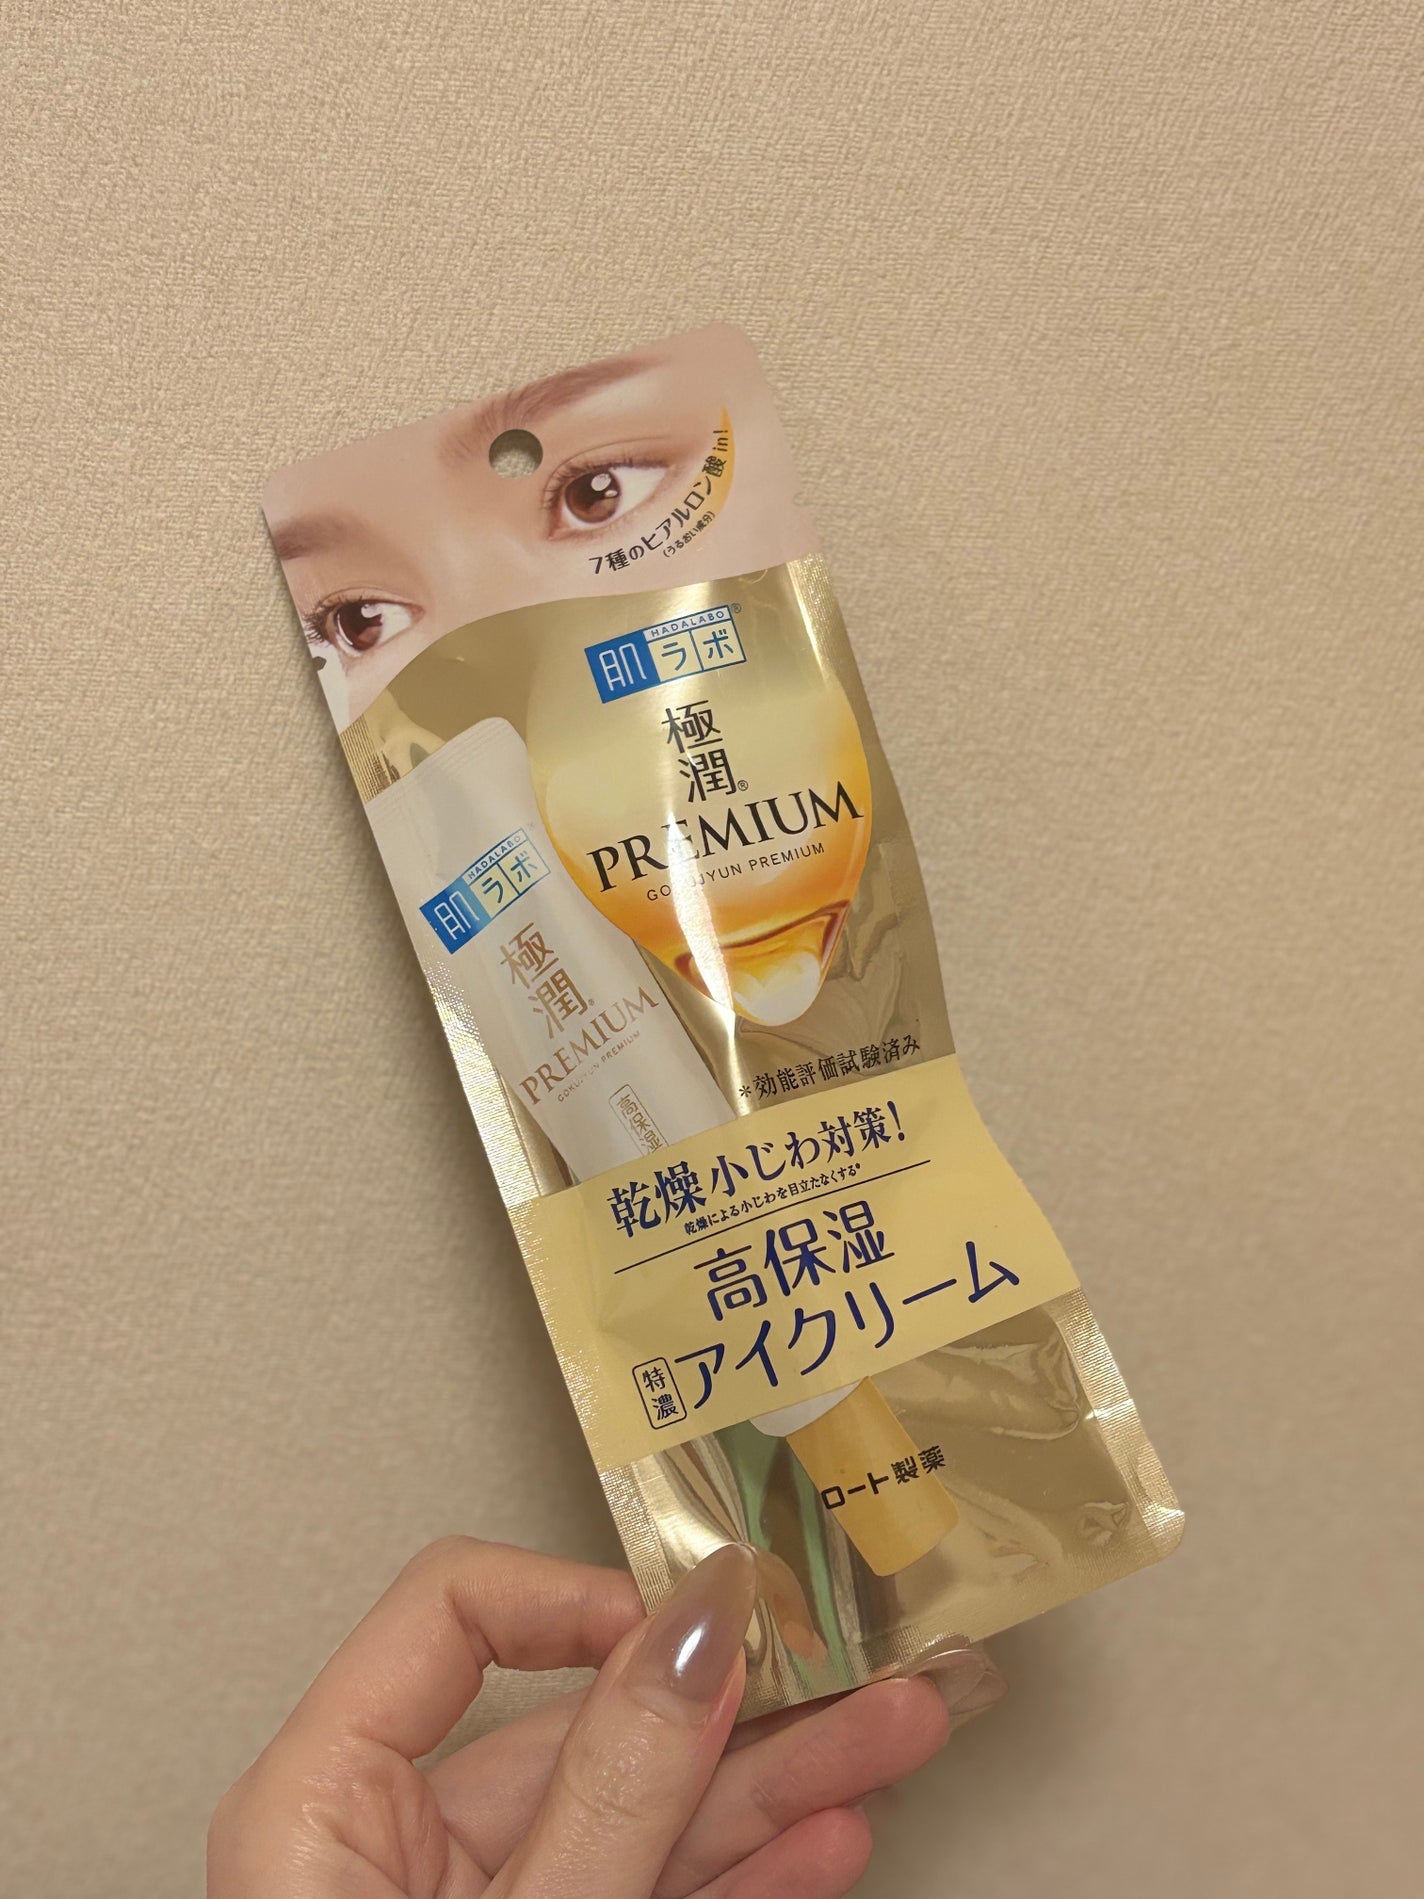 7種のヒアルロン酸 in!
(うるおい成分)
HADALABO®
肌ラボ
極潤®
PREMIUM
GOKUJYUN PREMIUM
HADALABO
肌ラボ
極潤®
PREMIUM
GOKUJYUN PREMIUM
高保湿
*効能評価試験済み
乾燥小じわ対策!
乾燥による小じわを目立たなくする*
高保湿
特濃 アイクリーム
ロート製薬